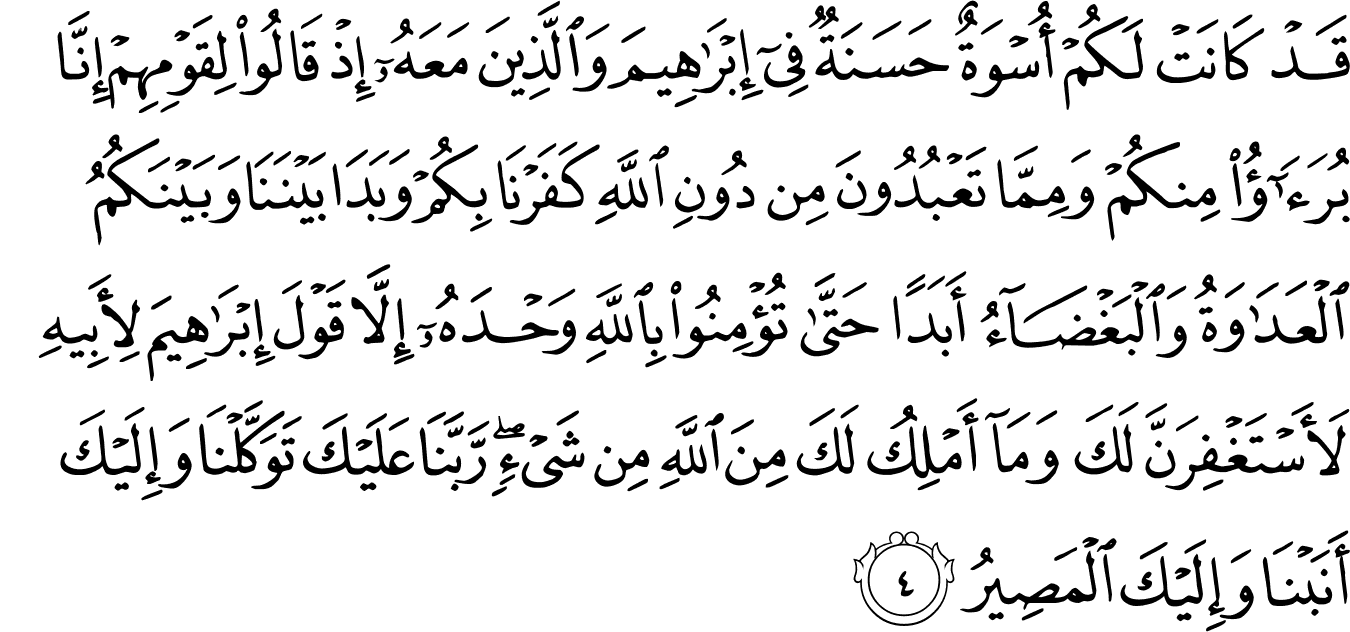 قَدْ كَانَتْ لَكُمْ أُسْوَةٌ حَسَنَةٌ فِىٓ إِبْرَٰهِيمَ وَٱلَّذِينَ مَعَهُۥٓ إِذْ قَالُوا۟ لِقَوْمِهِمْ إِنَّا
بُرَءَٰٓؤُا۟ مِنكُمْ وَمِمَّا تَعْبُدُونَ مِن دُونِ ٱللَّهِ كَفَرْنَا بِكُمْ وَبَدَا بَيْنَنَا وَبَيْنَكُمُ
ٱلْعَدَٰوَةُ وَٱلْبَغْضَآءُ أَبَدًا حَتَّىٰ تُؤْمِنُوا۟ بِٱللَّهِ وَحْدَهُۥٓ إِلَّا قَوْلَ إِبْرَٰهِيمَ لِأَبِيهِ
لَأَسْتَغْفِرَنَّ لَكَ وَمَآ أَمْلِكُ لَكَ مِنَ ٱللَّهِ مِن شَىْءٍ ۖ رَّبَّنَا عَلَيْكَ تَوَكَّلْنَا وَإِلَيْكَ
أَنَبْنَا وَإِلَيْكَ ٱلْمَصِيرُ ٤